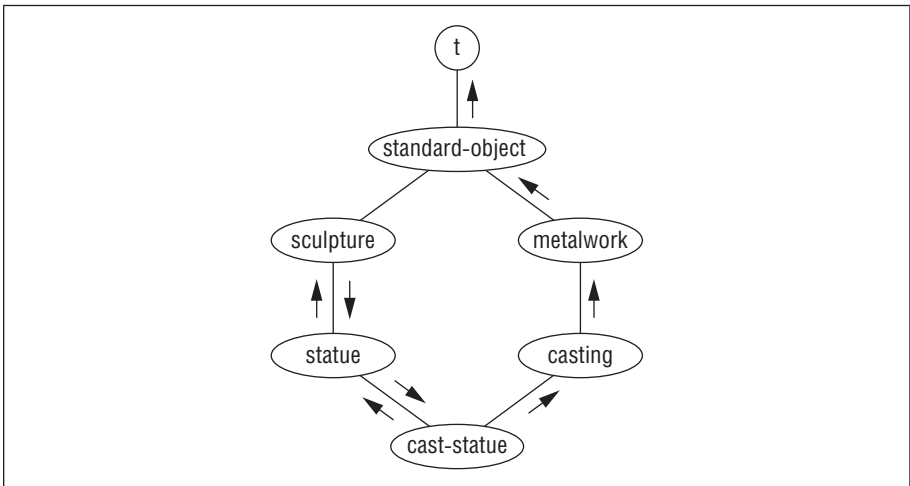 t
standard-object
sculpture metalwork
statue casting
cast-statue